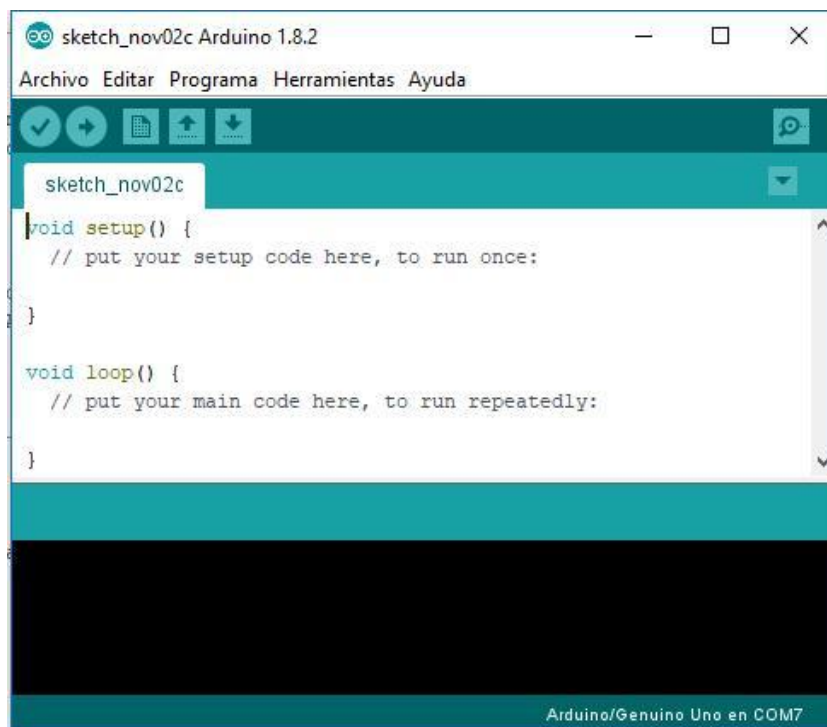 sketch_nov02c Arduino 1.8.2
Archivo Editar Programa Herramientas Ayuda
sketch_nov02c
void setup() {
// put your setup code here, to run once:
}
void loop() {
// put your main code here, to run repeatedly:
}
Arduino/Genuino Uno en COM7